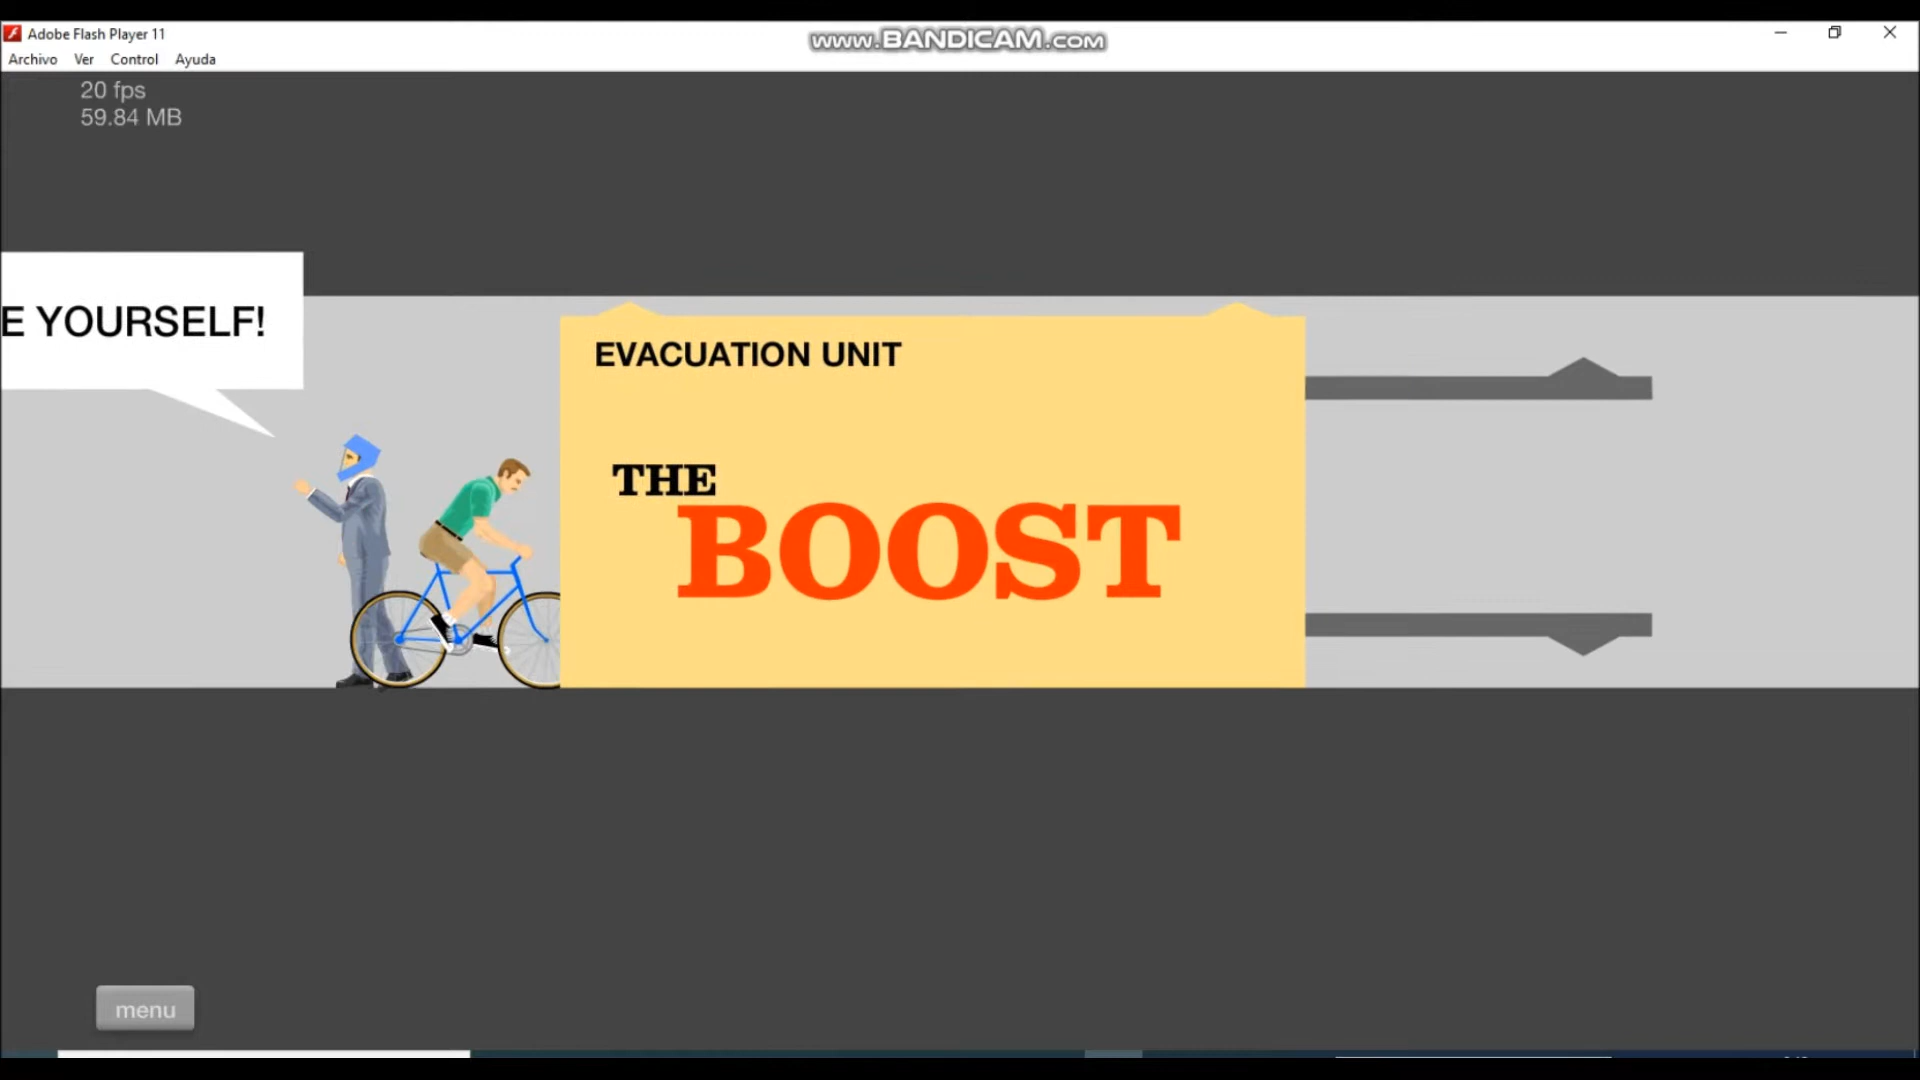 Adobe Flash Player 11
www.BANDICAM.com
Archivo Ver Control Ayuda
20 fps
59.84 MB
E YOURSELF!
EVACUATION UNIT
THE
BOOST
menu